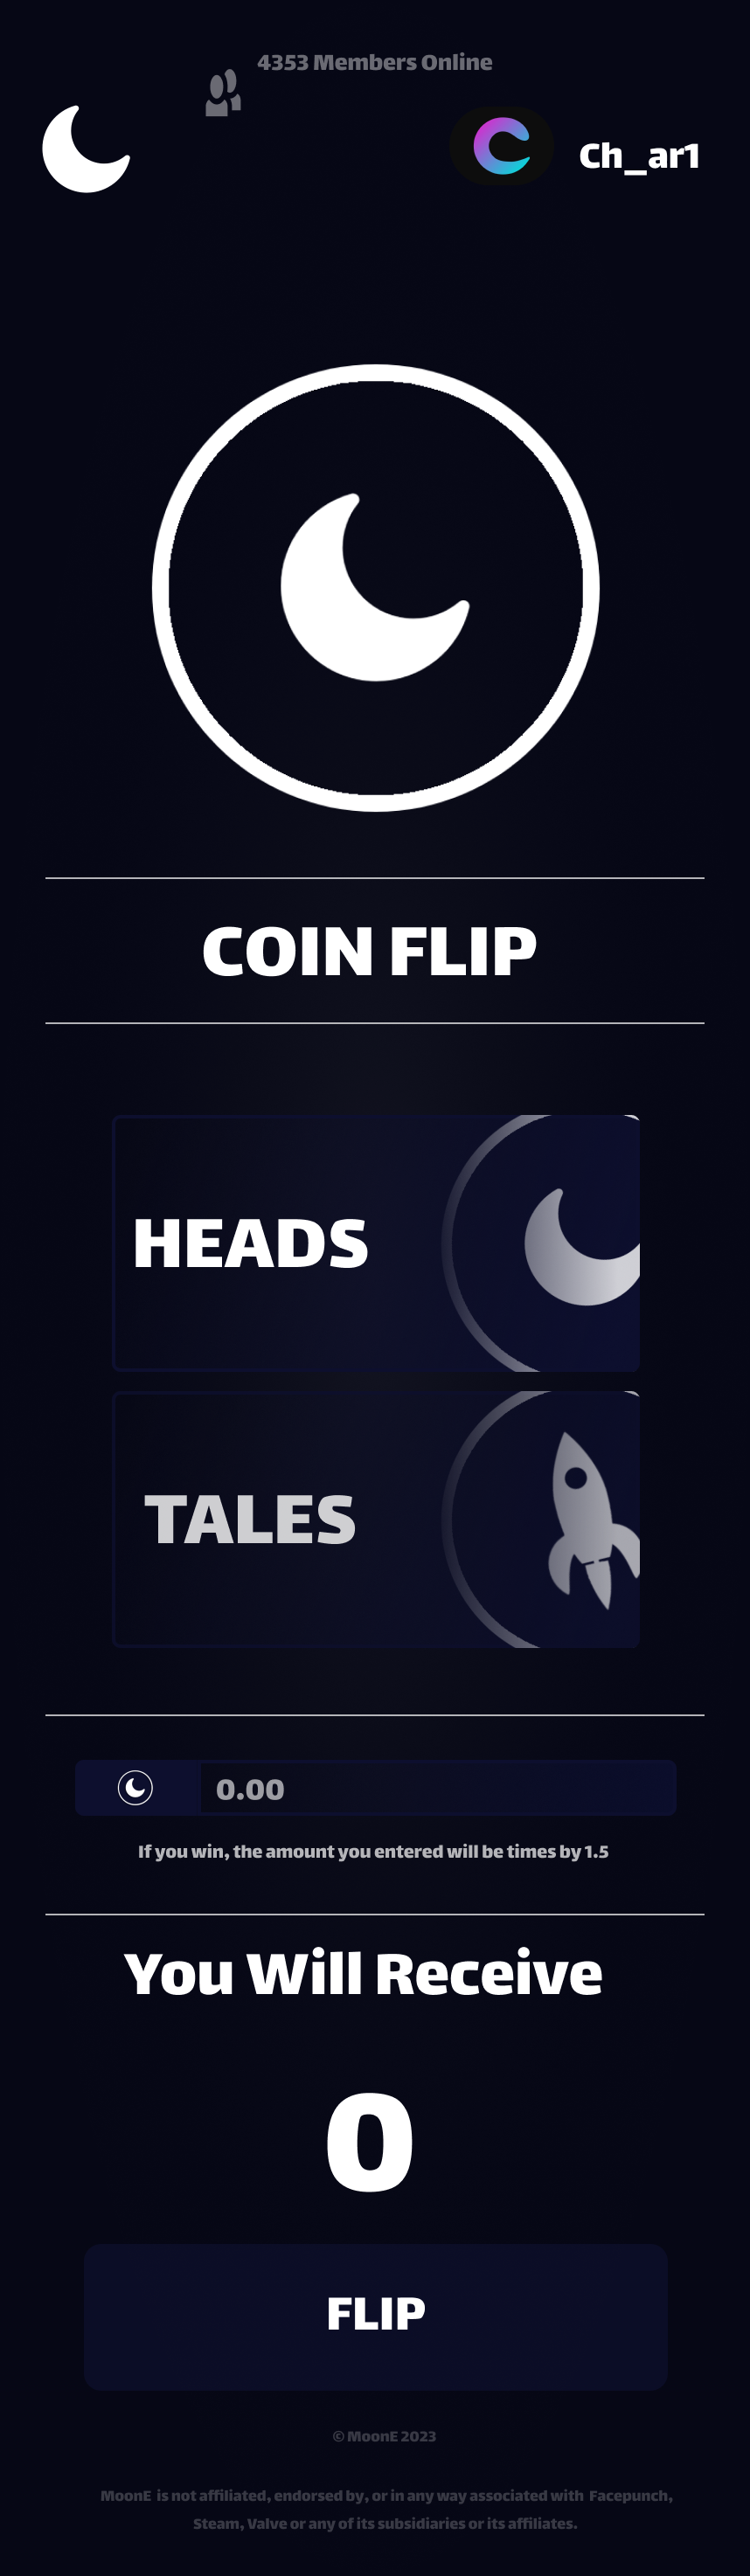 4353 Members Online
Ch_ar1
COIN FLIP
HEADS
TALES
0.00
If you win, the amount you entered will be times by 1.5
You Will Receive
0
FLIP
© MoonE 2023
MoonE is not affiliated, endorsed by, or in any way associated with Facepunch,
Steam, Valve or any of its subsidiaries or its affiliates.